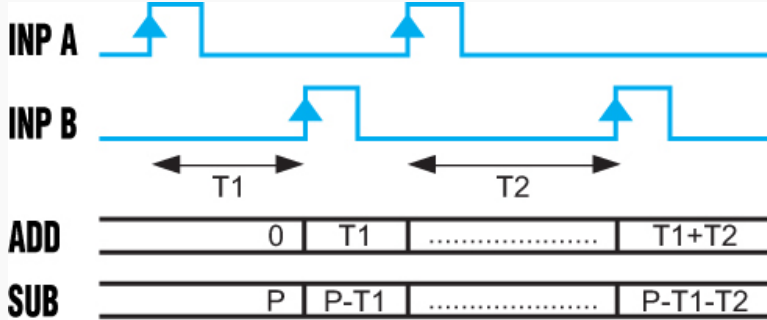 INP A
INP B
T1 T2
ADD 0 T1 ..................... T1+T2
SUB P P-T1 ..................... P-T1-T2